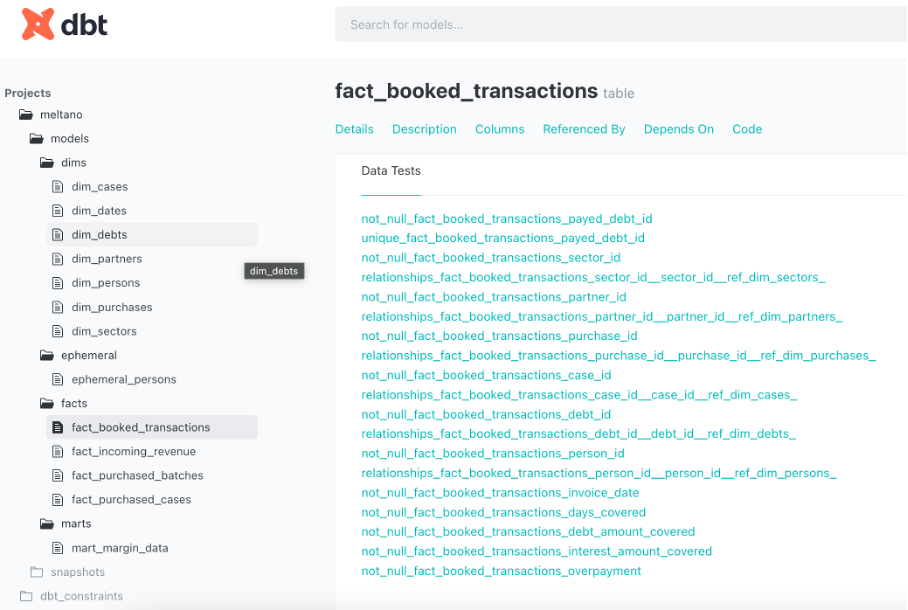 dbt
Search for models...
Projects
meltano
models
dims
dim_cases
dim_dates
dim_debts
dim_partners
dim_debts
dim_persons
dim_purchases
dim_sectors
ephemeral
ephemeral_persons
facts
fact_booked_transactions
fact_incoming_revenue
fact_purchased_batches
fact_purchased_cases
marts
mart_margin_data
snapshots
dbt_constraints
fact_booked_transactions table
Details Description Columns Referenced By Depends On Code
Data Tests
not_null_fact_booked_transactions_payed_debt_id
unique_fact_booked_transactions_payed_debt_id
not_null_fact_booked_transactions_sector_id
relationships_fact_booked_transactions_sector_id__sector_id__ref_dim_sectors_
not_null_fact_booked_transactions_partner_id
relationships_fact_booked_transactions_partner_id__partner_id__ref_dim_partners_
not_null_fact_booked_transactions_purchase_id
relationships_fact_booked_transactions_purchase_id__purchase_id__ref_dim_purchases_
not_null_fact_booked_transactions_case_id
relationships_fact_booked_transactions_case_id__case_id__ref_dim_cases_
not_null_fact_booked_transactions_debt_id
relationships_fact_booked_transactions_debt_id__debt_id__ref_dim_debts_
not_null_fact_booked_transactions_person_id
relationships_fact_booked_transactions_person_id__person_id__ref_dim_persons_
not_null_fact_booked_transactions_invoice_date
not_null_fact_booked_transactions_days_covered
not_null_fact_booked_transactions_debt_amount_covered
not_null_fact_booked_transactions_interest_amount_covered
not_null_fact_booked_transactions_overpayment